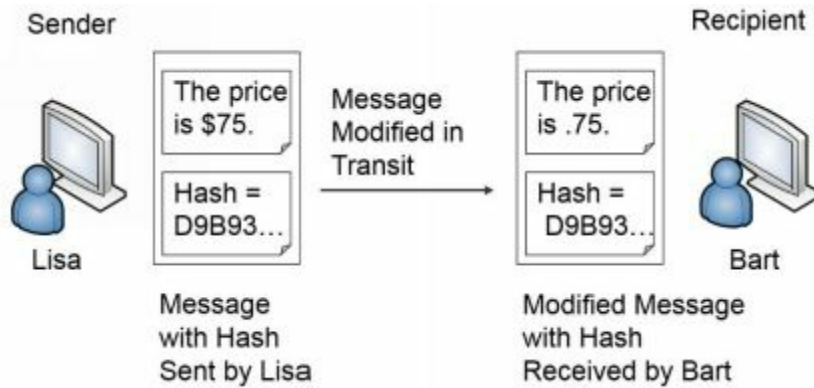 Sender
Recipient
The price
is $75.
Hash =
D9B93...
Lisa
Message
Modified in
Transit
The price
is .75.
Hash =
D9B93...
Bart
Message
with Hash
Sent by Lisa
Modified Message
with Hash
Received by Bart